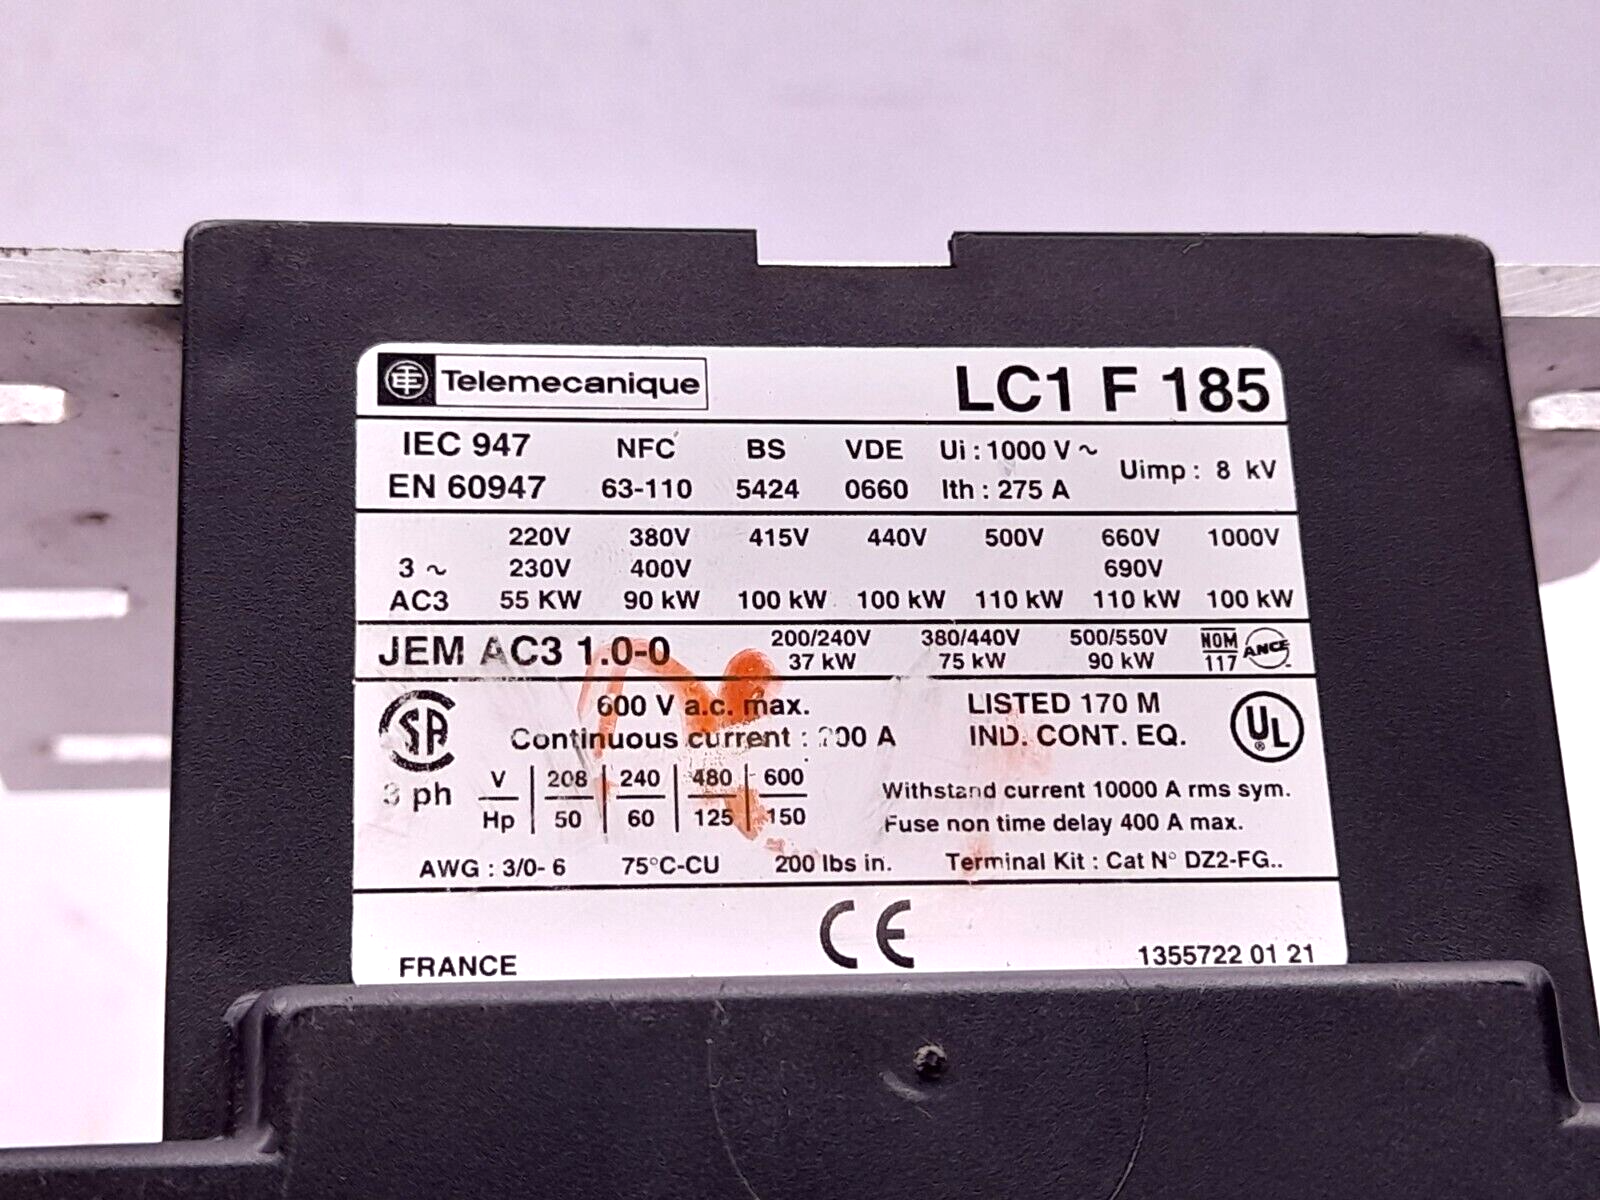 Telemecanique LC1 F 185
IEC 947 NFC BS VDE Ui : 1000 V ~ Uimp : 8 kV
EN 60947 63-110 5424 0660 Ith : 275 A
220V 380V 415V 440V 500V 660V 1000V
3 ~ 230V 400V 690V
AC3 55 KW 90 kW 100 kW 100 kW 110 kW 110 kW 100 kW
JEM AC3 1.0-0 200/240V 380/440V 500/550V NOM ANCE
37 kW 75 kW 90 kW 117
SA 600 V a.c. max. LISTED 170 M UL
Continuous current : 200 A IND. CONT. EQ.
3 ph V 208 240 480 600 Withstand current 10000 A rms sym.
Hp 50 60 125 150 Fuse non time delay 400 A max.
AWG : 3/0- 6 75°C-CU 200 lbs in. Terminal Kit : Cat N° DZ2-FG..
CE
FRANCE 1355722 01 21